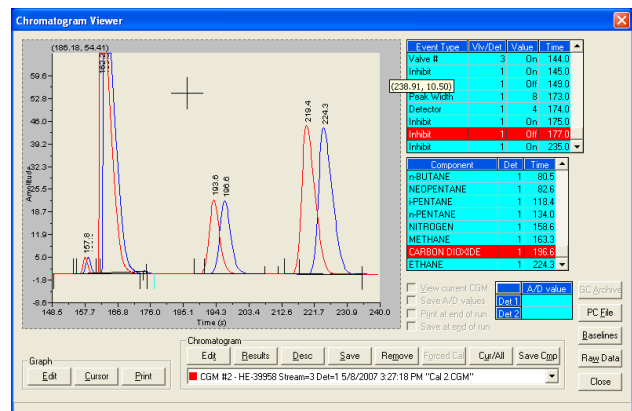 Chromatogram Viewer
(186.18, 54.41)
59.6
52.8
46.0
39.2
32.3
25.5
18.7
11.9
5.0
-1.8
-8.6
Amplitude
157.8
193.6
196.6
219.4
224.3
148.5 157.7 166.8 176.0 185.1 194.3 203.4 212.6 221.7 230.9 240.0
Time (s)
(238.91, 10.50)
Event Type Vlv/Det Value Time
Valve # 3 On 144.0
Inhibit 1 On 145.0
1 Off 149.0
Peak Width 1 8 173.0
Detector 4 174.0
Inhibit 1 On 175.0
Inhibit 1 Off 177.0
Inhibit 1 On 235.0
Component Det Time
n-BUTANE 1 80.5
NEOPENTANE 1 82.6
i-PENTANE 1 118.4
n-PENTANE 1 134.0
NITROGEN 1 158.6
METHANE 1 163.3
CARBON DIOXIDE 1 196.6
ETHANE 1 224.3
View current CGM
Save A/D values
Print at end of run
Save at end of run
A/D value
Det 1
Det 2
GC Archive
PC File
Baselines
Raw Data
Close
Graph
Edit Cursor Print
Chromatogram
Edit Results Desc Save Remove Forced Cal Cur/All Save Cmp
CGM #2 - HE-39958 Stream=3 Det=1 5/8/2007 3:27:18 PM "Cal 2.CGM"